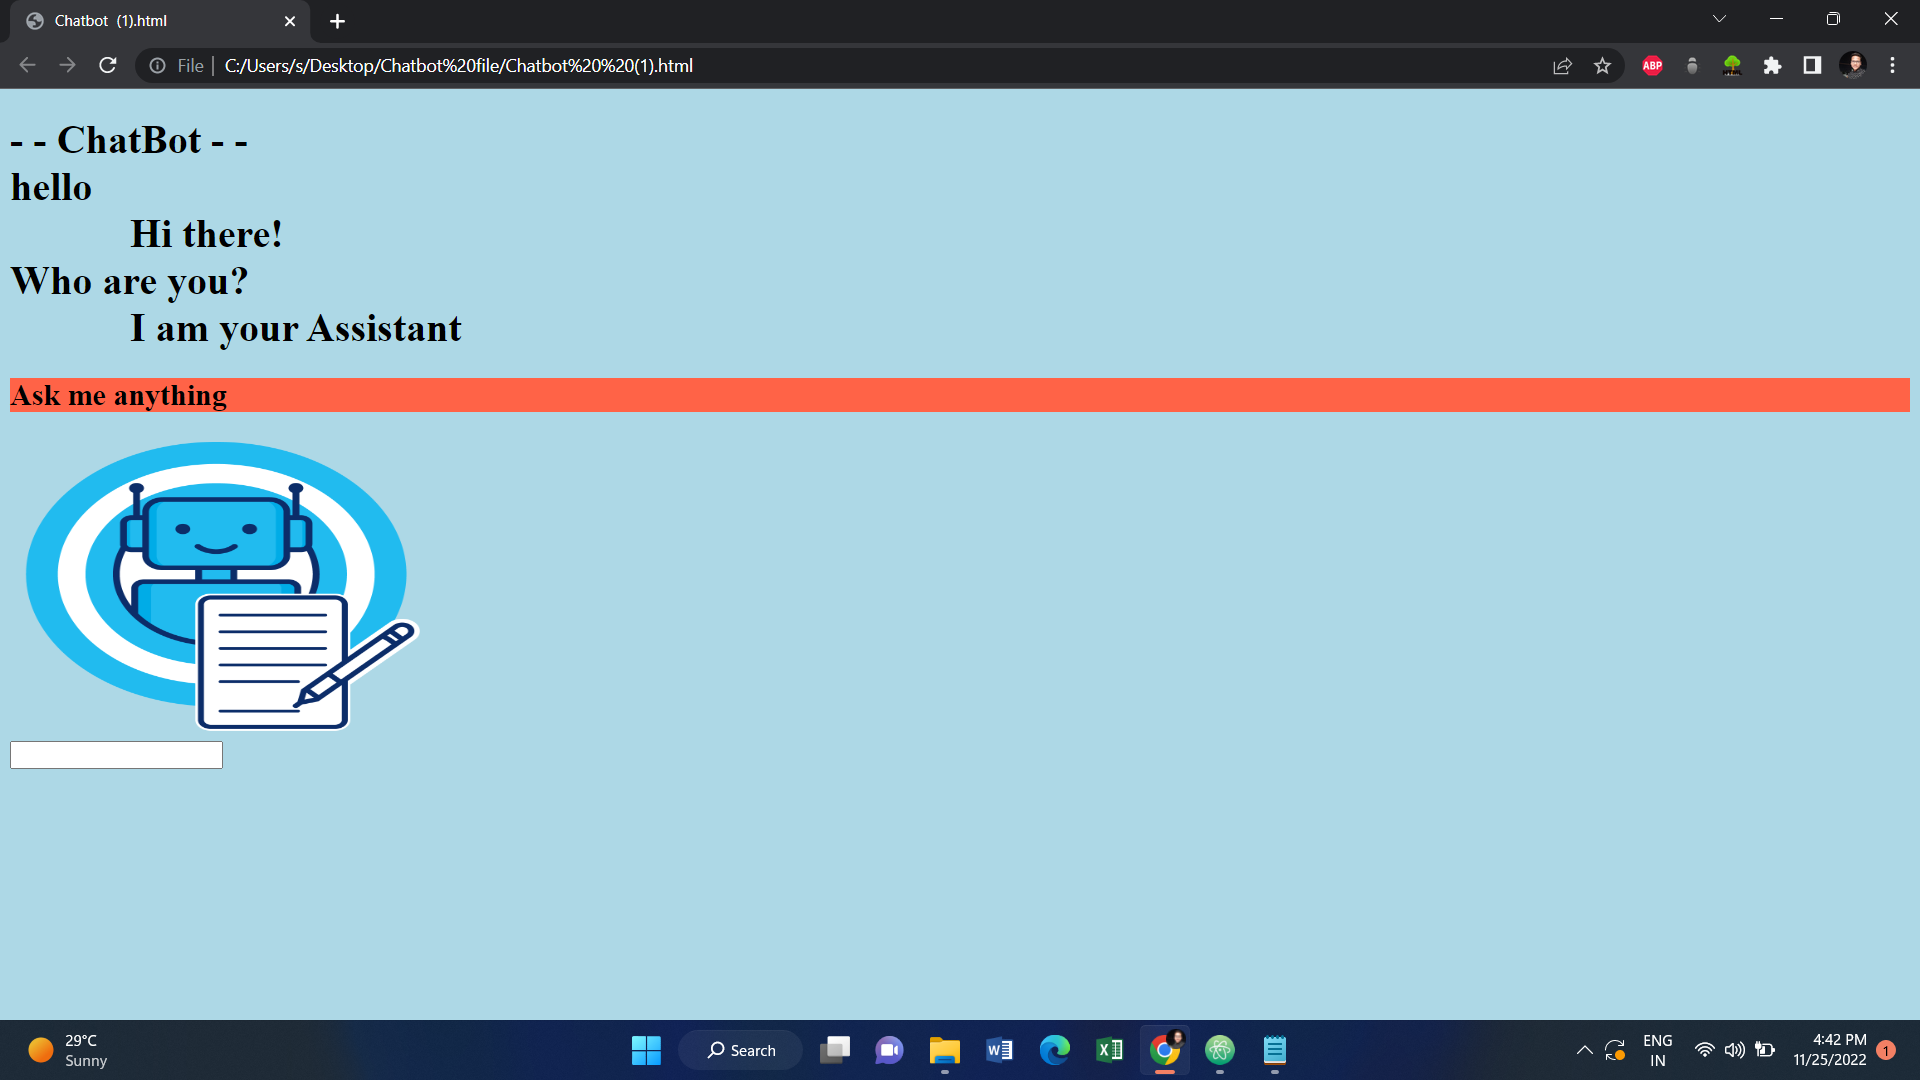 Chatbot  (1).html
File | C:/Users/s/Desktop/Chatbot%20file/Chatbot%20%20(1).html
ABP
- - ChatBot - -
hello
Hi there!
Who are you?
I am your Assistant
Ask me anything
29°C
Sunny
Search
ENG
IN
4:42 PM
11/25/2022
1